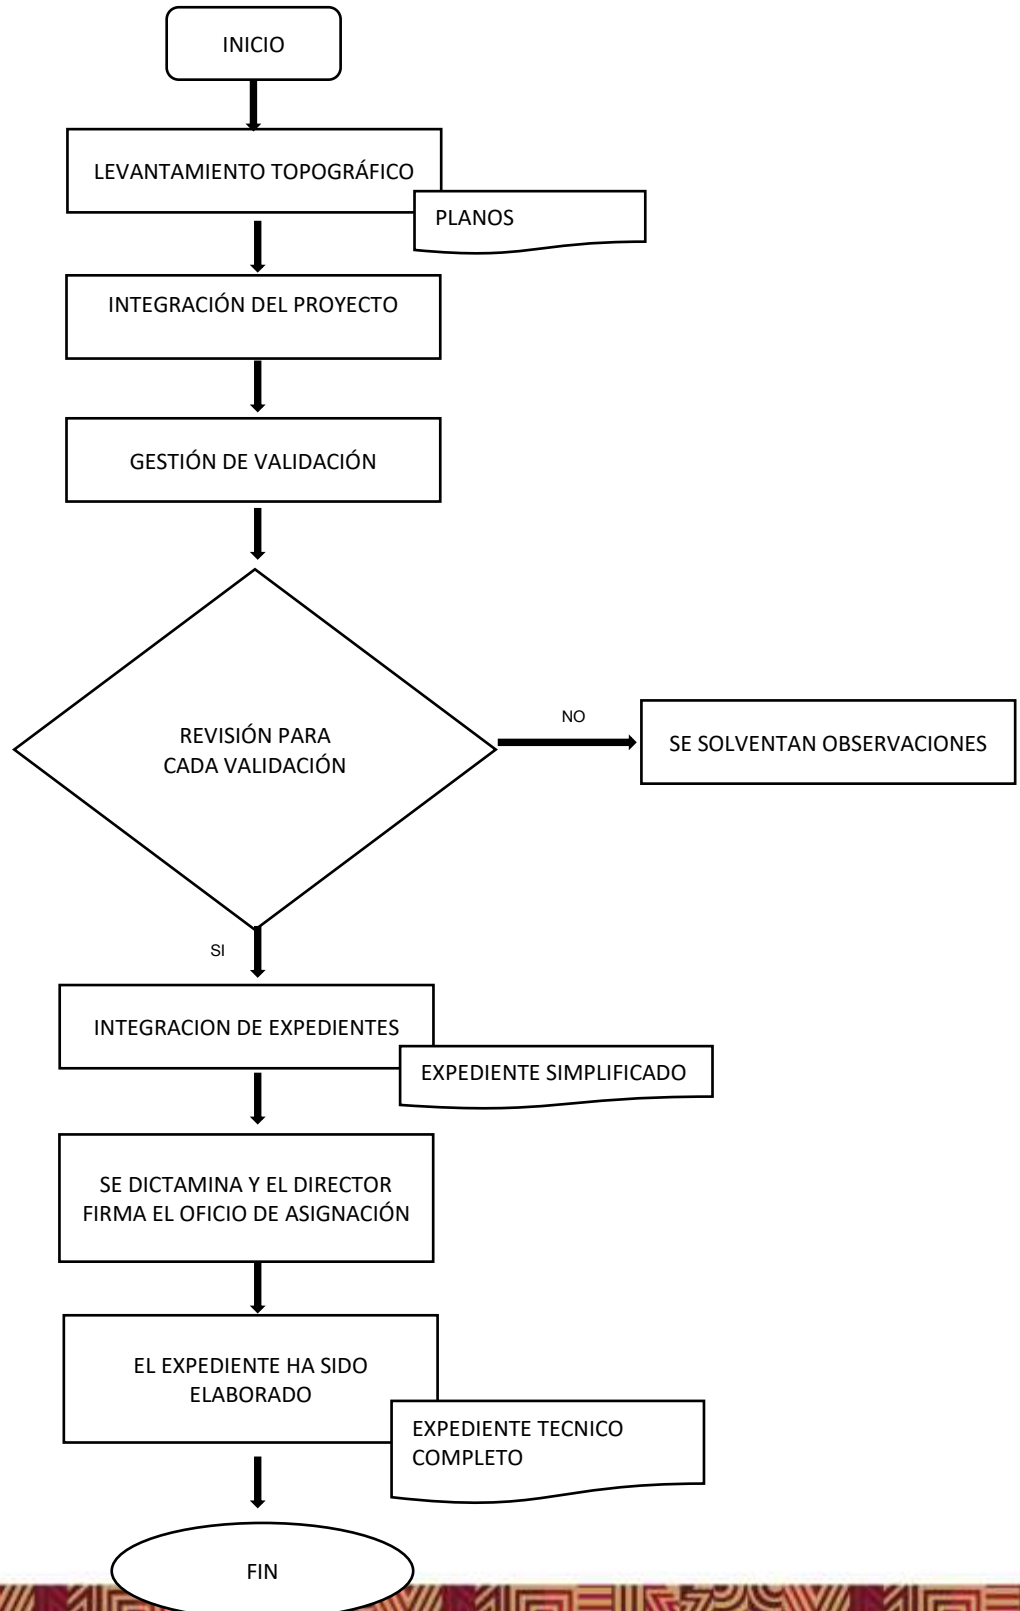 INICIO
LEVANTAMIENTO TOPOGRÁFICO
PLANOS
INTEGRACIÓN DEL PROYECTO
GESTIÓN DE VALIDACIÓN
REVISIÓN PARA
CADA VALIDACIÓN
NO
SE SOLVENTAN OBSERVACIONES
SI
INTEGRACION DE EXPEDIENTES
EXPEDIENTE SIMPLIFICADO
SE DICTAMINA Y EL DIRECTOR
FIRMA EL OFICIO DE ASIGNACIÓN
EL EXPEDIENTE HA SIDO
ELABORADO
EXPEDIENTE TECNICO
COMPLETO
FIN